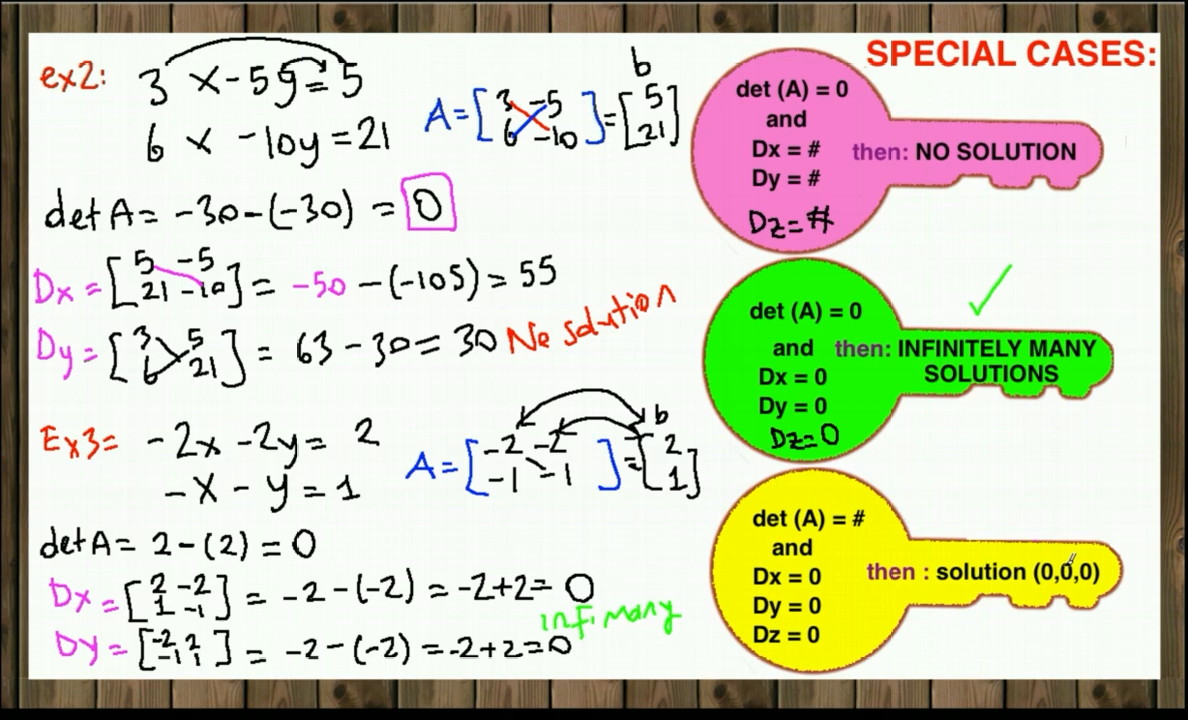 ex2: 3 x - 5y = 5
6 x - 10y = 21
A = [ 3 -5
6 -10 ] = [ 5
21 ]
b
det A = -30 - (-30) = 0
Dx = [ 5 -5
21 -10 ] = -50 - (-105) = 55
Dy = [ 3 5
6 21 ] = 63 - 30 = 30 No solution
Ex3= -2x - 2y = 2
-x - y = 1
A = [ -2 -2
-1 -1 ] = [ 2
1 ]
b
det A = 2 - (2) = 0
Dx = [ 2 -2
1 -1 ] = -2 - (-2) = -2+2= 0
infi many
Dy = [ -2 2
-1 1 ] = -2 - (-2) = -2+2=0
SPECIAL CASES:
det (A) = 0
and
Dx = #
Dy = #
Dz = #
then: NO SOLUTION
det (A) = 0
and
Dx = 0
Dy = 0
Dz=0
then: INFINITELY MANY
SOLUTIONS
det (A) = #
and
Dx = 0
Dy = 0
Dz = 0
then : solution (0,0,0)